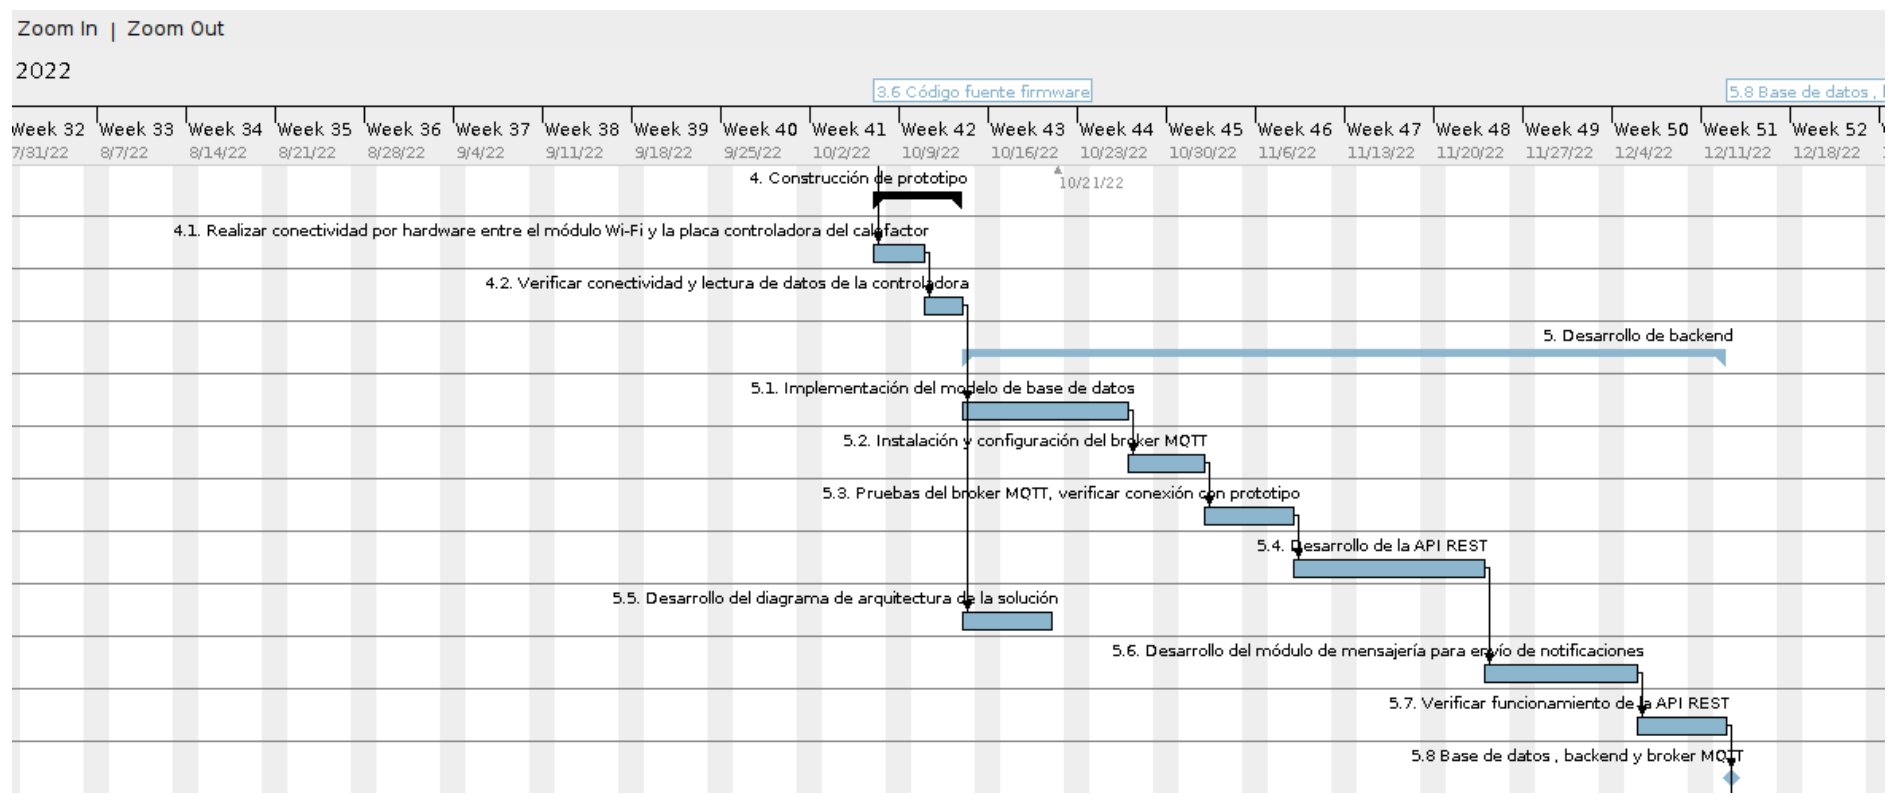 Zoom In | Zoom Out
2022
3.6 Código fuente firmware
5.8 Base de datos ,
Week 32 Week 33 Week 34 Week 35 Week 36 Week 37 Week 38 Week 39 Week 40 Week 41 Week 42 Week 43 Week 44 Week 45 Week 46 Week 47 Week 48 Week 49 Week 50 Week 51 Week 52
7/31/22 8/7/22 8/14/22 8/21/22 8/28/22 9/4/22 9/11/22 9/18/22 9/25/22 10/2/22 10/9/22 10/16/22 10/23/22 10/30/22 11/6/22 11/13/22 11/20/22 11/27/22 12/4/22 12/11/22 12/18/22
4. Construcción de prototipo
10/21/22
4.1. Realizar conectividad por hardware entre el módulo Wi-Fi y la placa controladora del calefactor
4.2. Verificar conectividad y lectura de datos de la controladora
5. Desarrollo de backend
5.1. Implementación del modelo de base de datos
5.2. Instalación y configuración del broker MQTT
5.3. Pruebas del broker MQTT, verificar conexión con prototipo
5.4. Desarrollo de la API REST
5.5. Desarrollo del diagrama de arquitectura de la solución
5.6. Desarrollo del módulo de mensajería para envío de notificaciones
5.7. Verificar funcionamiento de la API REST
5.8 Base de datos , backend y broker MQTT